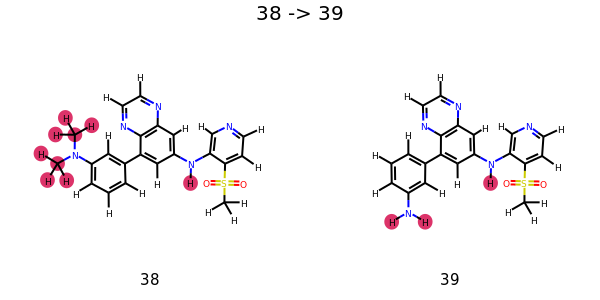 38 -> 39
H H
H N H N
H
N H H N H N H N H
H H H
H N H
N H N H
H H H H O=S=O H H O=S=O
H H H H
H H H H
H N
H H H H
38 39